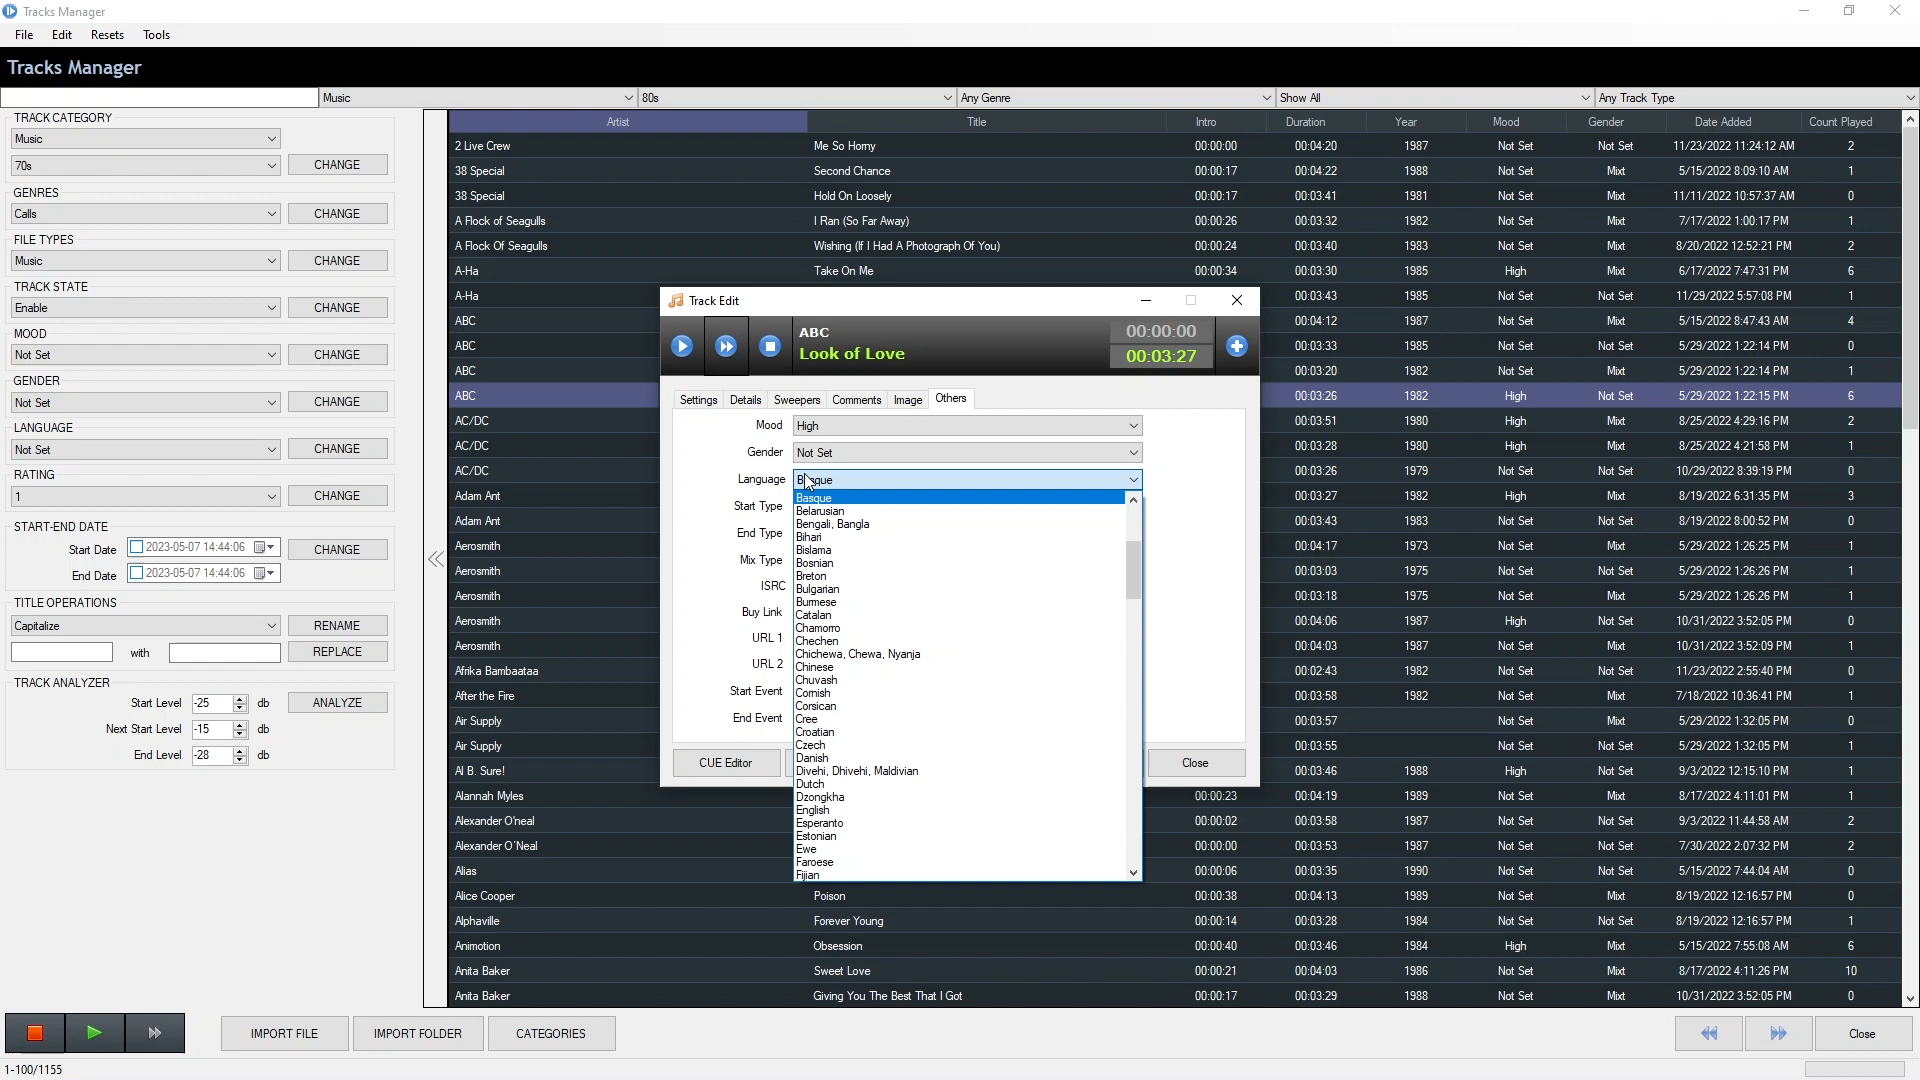 Tracks Manager
File Edit Resets Tools
Tracks Manager
Music 80s Any Genre Show All Any Track Type
TRACK CATEGORY
Music
70s CHANGE
GENRES
Calls CHANGE
FILE TYPES
Music CHANGE
TRACK STATE
Enable CHANGE
MOOD
Not Set CHANGE
GENDER
Not Set CHANGE
LANGUAGE
Not Set CHANGE
RATING
1 CHANGE
START-END DATE
Start Date 2023-05-07 14:44:06 CHANGE
End Date 2023-05-07 14:44:06
TITLE OPERATIONS
Capitalize RENAME
with REPLACE
TRACK ANALYZER
Start Level -25 db ANALYZE
Next Start Level -15 db
End Level -28 db
Artist Title Intro Duration Year Mood Gender Date Added Count Played
2 Live Crew Me So Horny 00:00:00 00:04:20 1987 Not Set Not Set 11/23/2022 11:24:12 AM 2
38 Special Second Chance 00:00:17 00:04:22 1988 Not Set Mixt 5/15/2022 8:09:10 AM 1
38 Special Hold On Loosely 00:00:17 00:03:41 1981 Not Set Mixt 11/11/2022 10:57:37 AM 0
A Flock of Seagulls I Ran (So Far Away) 00:00:26 00:03:32 1982 Not Set Mixt 7/17/2022 1:00:17 PM 1
A Flock Of Seagulls Wishing (If I Had A Photograph Of You) 00:00:24 00:03:40 1983 Not Set Mixt 8/20/2022 12:52:21 PM 2
A-Ha Take On Me 00:00:34 00:03:30 1985 High Mixt 6/17/2022 7:47:31 PM 6
A-Ha 00:03:43 1985 Not Set Not Set 11/29/2022 5:57:08 PM 1
ABC 00:04:12 1987 Not Set Mixt 5/15/2022 8:47:43 AM 4
ABC 00:03:33 1985 Not Set Not Set 5/29/2022 1:22:14 PM 0
ABC 00:03:20 1982 Not Set Mixt 5/29/2022 1:22:14 PM 1
ABC 00:03:26 1982 High Not Set 5/29/2022 1:22:15 PM 6
AC/DC 00:03:51 1980 High Mixt 8/25/2022 4:29:16 PM 2
AC/DC 00:03:28 1980 High Mixt 8/25/2022 4:21:58 PM 1
AC/DC 00:03:26 1979 Not Set Not Set 10/29/2022 8:39:19 PM 0
Adam Ant 00:03:27 1982 High Mixt 8/19/2022 6:31:35 PM 3
Adam Ant 00:03:43 1983 Not Set Not Set 8/19/2022 8:00:52 PM 0
Aerosmith 00:04:17 1973 Not Set Mixt 5/29/2022 1:26:25 PM 1
Aerosmith 00:03:03 1975 Not Set Not Set 5/29/2022 1:26:26 PM 1
Aerosmith 00:03:18 1975 Not Set Mixt 5/29/2022 1:26:26 PM 1
Aerosmith 00:04:06 1987 High Not Set 10/31/2022 3:52:05 PM 0
Aerosmith 00:04:03 1987 Not Set Mixt 10/31/2022 3:52:09 PM 1
Afrika Bambaataa 00:02:43 1982 Not Set Not Set 11/23/2022 2:55:40 PM 0
After the Fire 00:03:58 1982 Not Set Mixt 7/18/2022 10:36:41 PM 1
Air Supply 00:03:57 Not Set Mixt 5/29/2022 1:32:05 PM 0
Air Supply 00:03:55 Not Set Not Set 5/29/2022 1:32:05 PM 1
Al B. Sure! 00:03:46 1988 High Not Set 9/3/2022 12:15:10 PM 1
Alannah Myles 00:00:23 00:04:19 1989 Not Set Mixt 8/17/2022 4:11:01 PM 1
Alexander O'neal 00:00:02 00:03:58 1987 Not Set Not Set 9/3/2022 11:44:58 AM 2
Alexander O'Neal 00:00:00 00:03:53 1987 Not Set Not Set 7/30/2022 2:07:32 PM 2
Alias 00:00:06 00:03:35 1990 Not Set Not Set 5/15/2022 7:44:04 AM 0
Alice Cooper Poison 00:00:38 00:04:13 1989 Not Set Mixt 8/19/2022 12:16:57 PM 0
Alphaville Forever Young 00:00:14 00:03:28 1984 Not Set Not Set 8/19/2022 12:16:57 PM 1
Animotion Obsession 00:00:40 00:03:46 1984 High Mixt 5/15/2022 7:55:08 AM 6
Anita Baker Sweet Love 00:00:21 00:04:03 1986 Not Set Mixt 8/17/2022 4:11:26 PM 10
Anita Baker Giving You The Best That I Got 00:00:17 00:03:29 1988 Not Set Mixt 10/31/2022 3:52:05 PM 0
Track Edit
ABC
Look of Love
00:00:00
00:03:27
Settings Details Sweepers Comments Image Others
Mood High
Gender Not Set
Language Basque
Start Type
End Type
Mix Type
ISRC
Buy Link
URL 1
URL 2
Start Event
End Event
Basque
Belarusian
Bengali, Bangla
Bihari
Bislama
Bosnian
Breton
Bulgarian
Burmese
Catalan
Chamorro
Chechen
Chichewa, Chewa, Nyanja
Chinese
Chuvash
Cornish
Corsican
Cree
Croatian
Czech
Danish
Divehi, Dhivehi, Maldivian
Dutch
Dzongkha
English
Esperanto
Estonian
Ewe
Faroese
Fijian
CUE Editor Close
IMPORT FILE IMPORT FOLDER CATEGORIES Close
1-100/1155